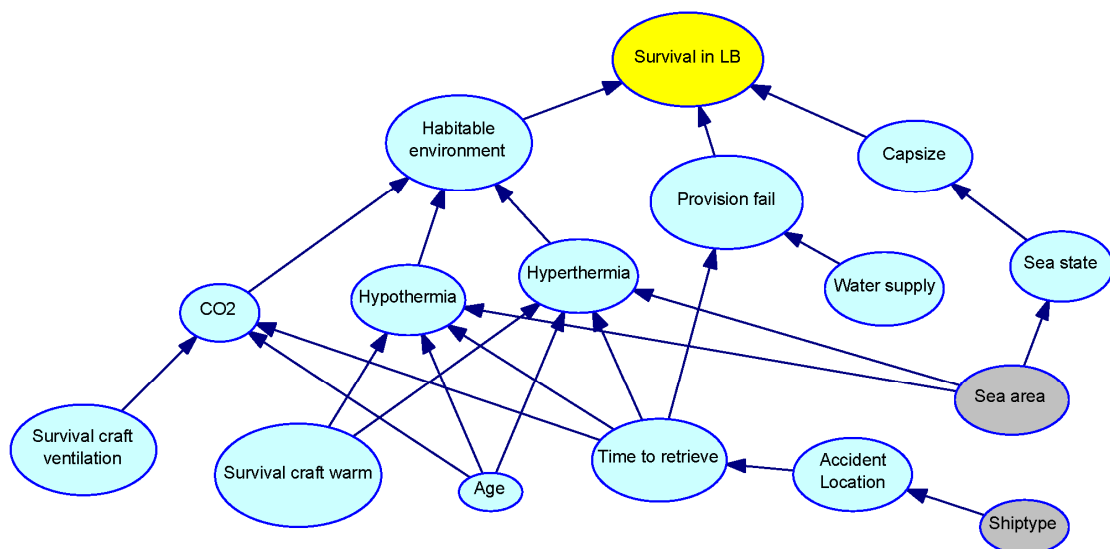 Survival in LB
Habitable
environment
Capsize
Provision fail
Sea state
Hyperthermia
Water supply
Hypothermia
CO2
Sea area
Survival craft
ventilation
Survival craft warm
Age
Time to retrieve
Accident
Location
Shiptype